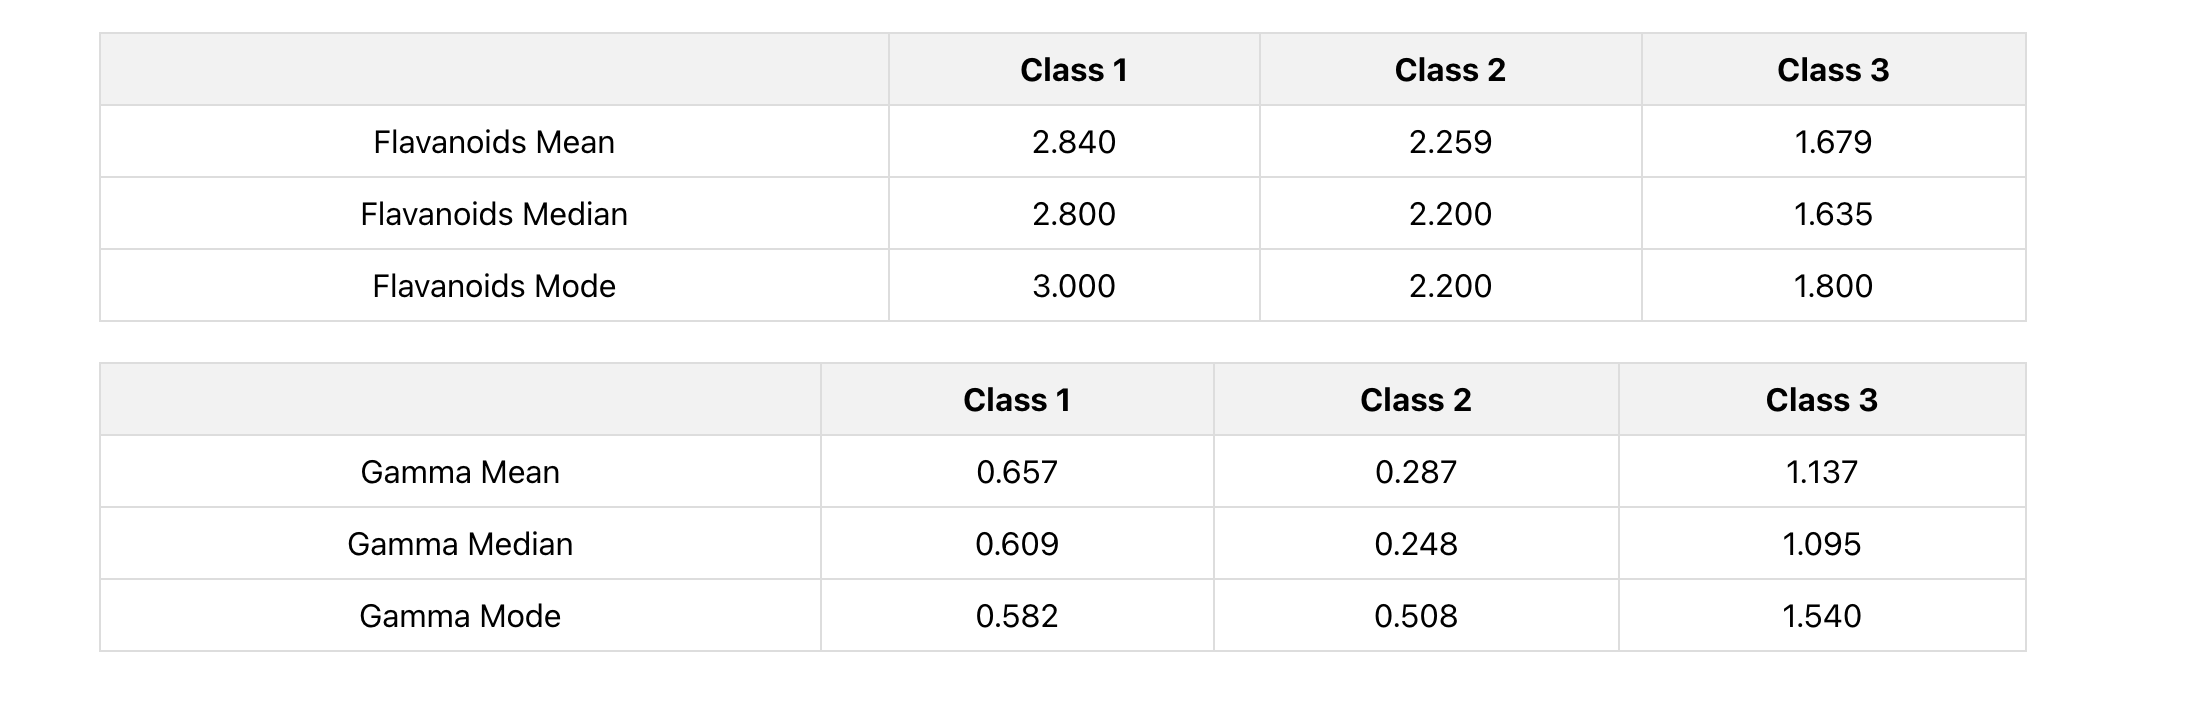 Class 1 Class 2 Class 3
Flavanoids Mean 2.840 2.259 1.679
Flavanoids Median 2.800 2.200 1.635
Flavanoids Mode 3.000 2.200 1.800
Class 1 Class 2 Class 3
Gamma Mean 0.657 0.287 1.137
Gamma Median 0.609 0.248 1.095
Gamma Mode 0.582 0.508 1.540